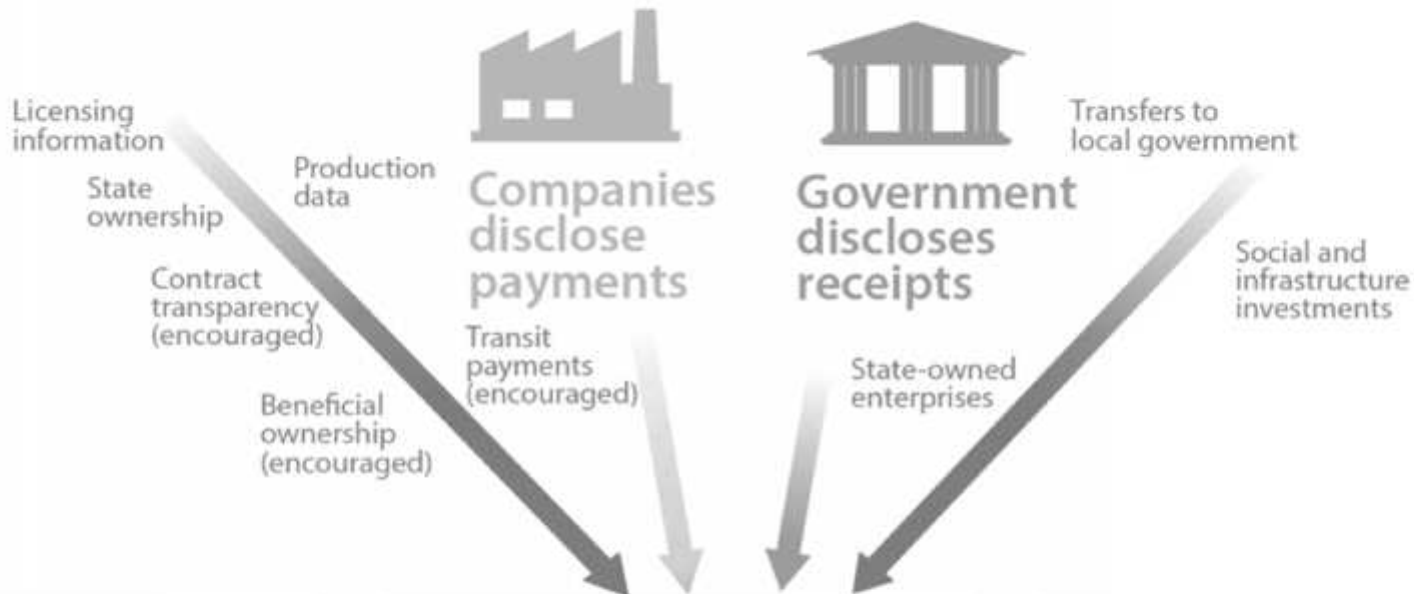 Licensing
information
State
ownership
Production
data
Contract
transparency
(encouraged)
Beneficial
ownership
(encouraged)
Companies
disclose
payments
Transit
payments
(encouraged)
Government
discloses
receipts
State-owned
enterprises
Transfers to
local government
Social and
infrastructure
investments